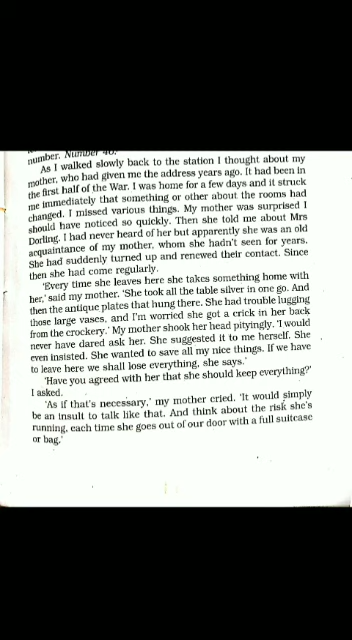 number. Number 46.
As I walked slowly back to the station I thought about my
mother, who had given me the address years ago. It had been in
the first half of the War. I was home for a few days and it struck
me immediately that something or other about the rooms had
changed. I missed various things. My mother was surprised I
should have noticed so quickly. Then she told me about Mrs
Dorling. I had never heard of her but apparently she was an old
acquaintance of my mother, whom she hadn't seen for years.
She had suddenly turned up and renewed their contact. Since
then she had come regularly.
'Every time she leaves here she takes something home with
her,' said my mother. 'She took all the table silver in one go. And
then the antique plates that hung there. She had trouble lugging
those large vases, and I'm worried she got a crick in her back
from the crockery.' My mother shook her head pityingly. 'I would
never have dared ask her. She suggested it to me herself. She
even insisted. She wanted to save all my nice things. If we have
to leave here we shall lose everything, she says.'
'Have you agreed with her that she should keep everything?'
I asked.
'As if that's necessary,' my mother cried. 'It would simply
be an insult to talk like that. And think about the risk she's
running, each time she goes out of our door with a full suitcase
or bag.'